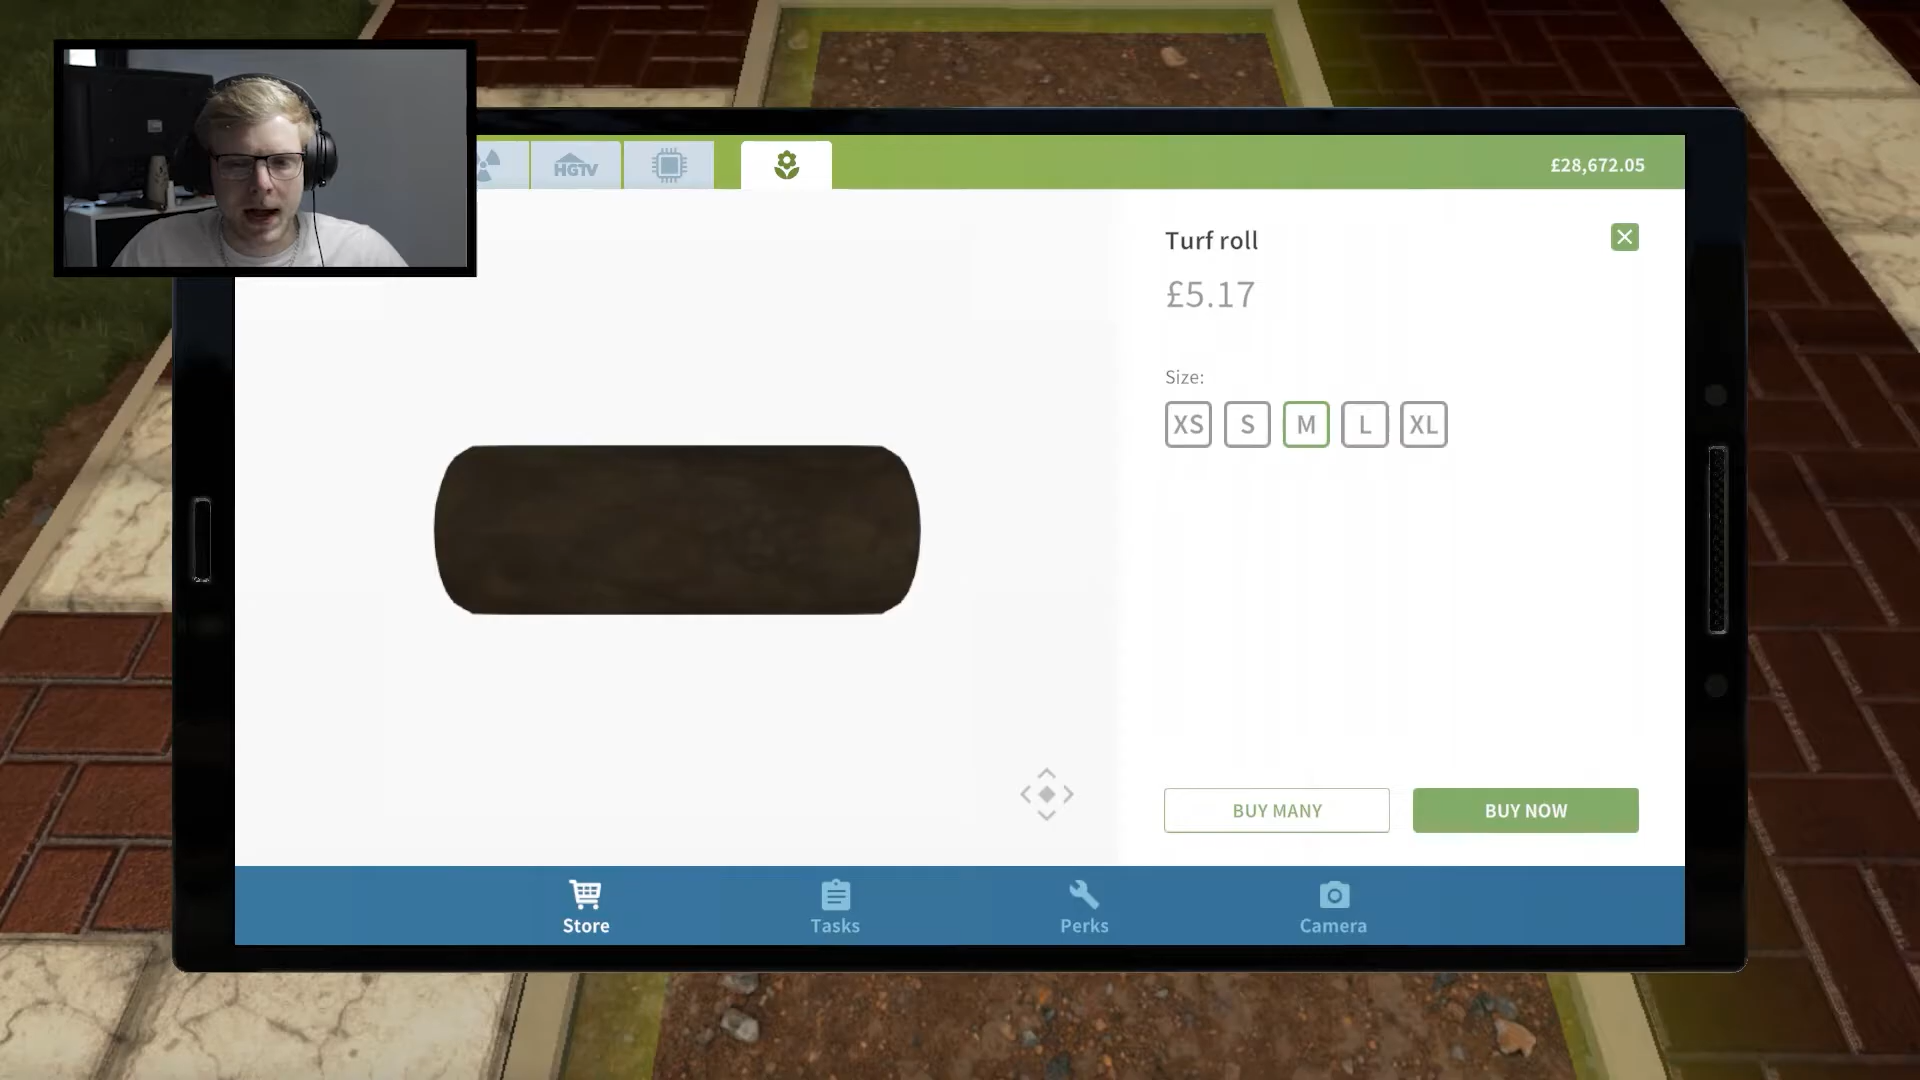 HGTV
£28,672.05
Turf roll
£5.17
Size:
XS S M L XL
BUY MANY BUY NOW
Store Tasks Perks Camera